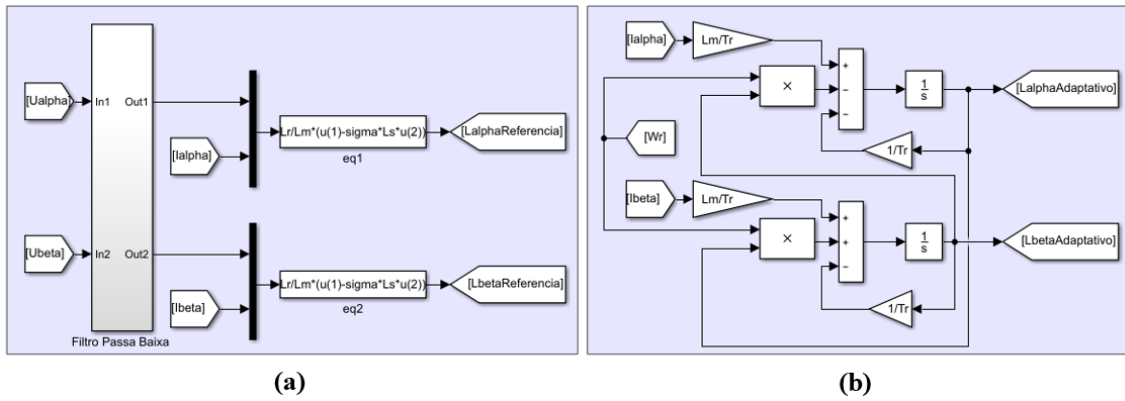 [Ualpha]
In1
Out1
[Ialpha]
Lr/Lm*(u(1)-sigma*Ls*u(2))
eq1
[LalphaReferencia]
[Ubeta]
In2
Out2
[Ibeta]
Lr/Lm*(u(1)-sigma*Ls*u(2))
eq2
[LbetaReferencia]
Filtro Passa Baixa
(a)
[Ialpha]
Lm/Tr
×
+
−
−
1
s
[LalphaAdaptativo]
1/Tr
[Wr]
[Ibeta]
Lm/Tr
×
+
+
−
1
s
[LbetaAdaptativo]
1/Tr
(b)